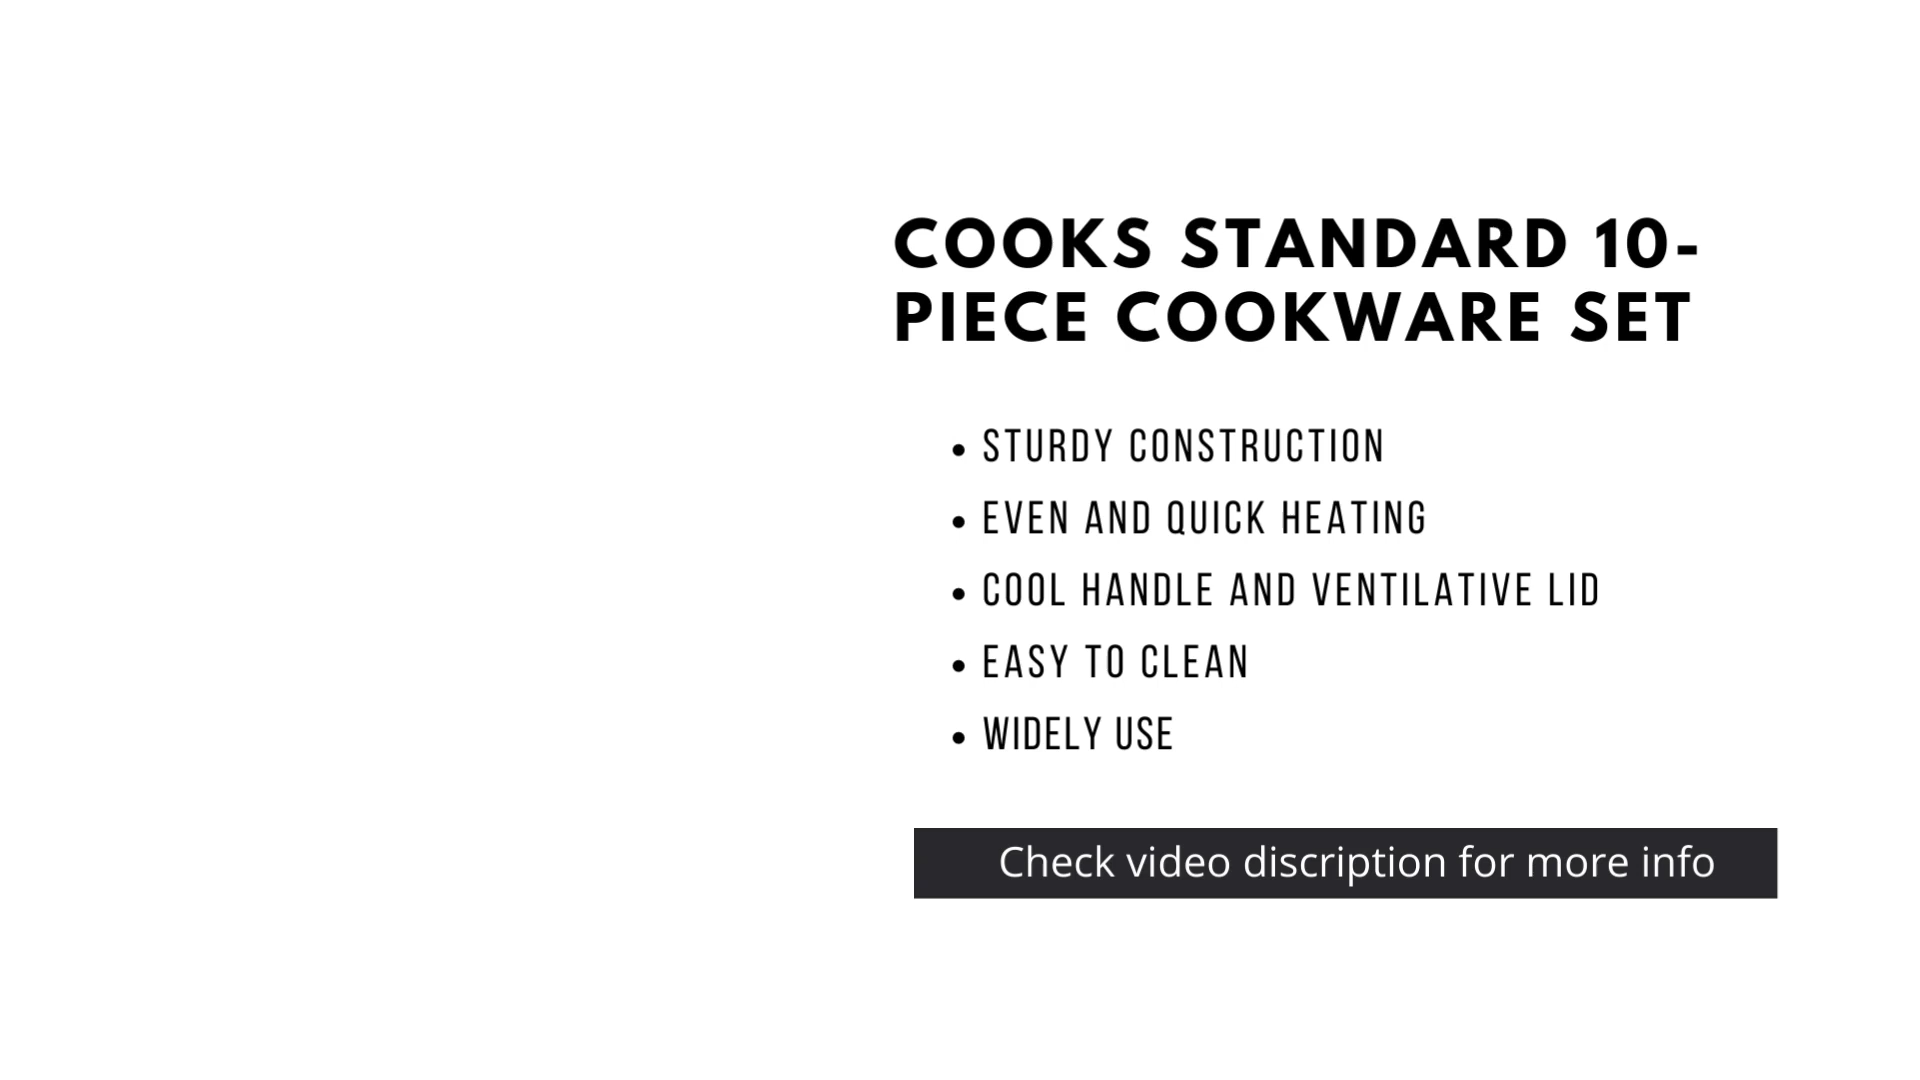 COOKS STANDARD 10-
PIECE COOKWARE SET
• STURDY CONSTRUCTION
• EVEN AND QUICK HEATING
• COOL HANDLE AND VENTILATIVE LID
• EASY TO CLEAN
• WIDELY USE
Check video discription for more info